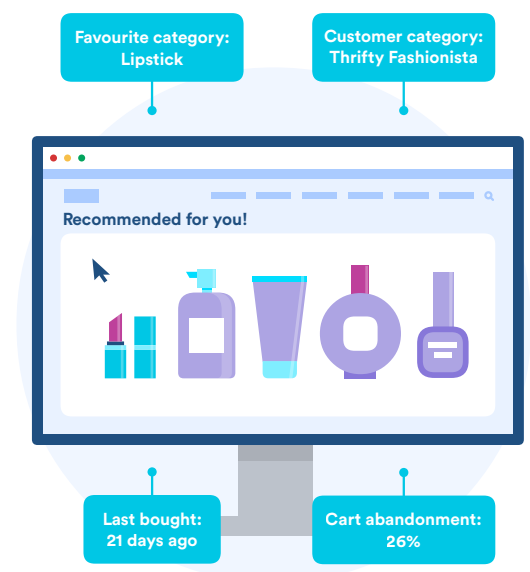 Favourite category:
Lipstick
Customer category:
Thrifty Fashionista
Recommended for you!
Last bought:
21 days ago
Cart abandonment:
26%